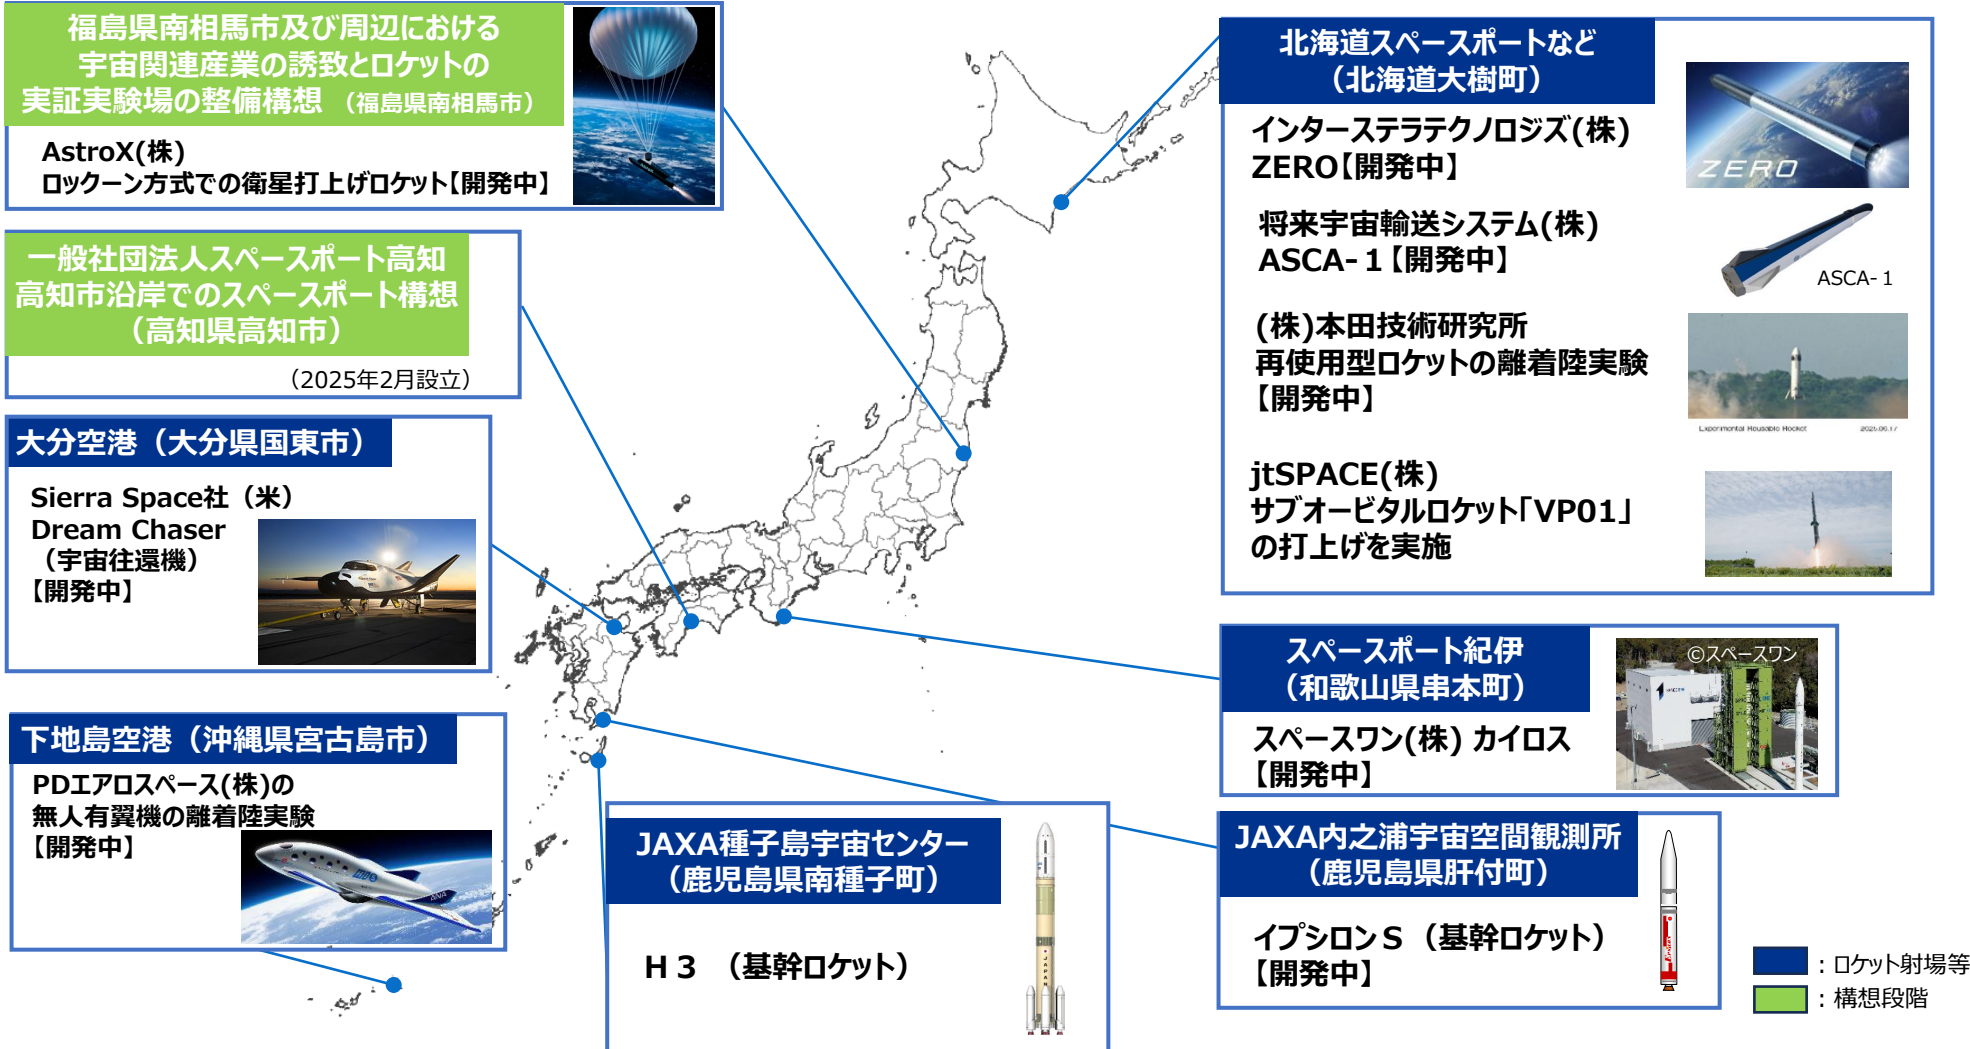 福島県南相馬市及び周辺における
宇宙関連産業の誘致とロケットの
実証実験場の整備構想 （福島県南相馬市）
AstroX(株)
ロックーン方式での衛星打上げロケット【開発中】
一般社団法人スペースポート高知
高知市沿岸でのスペースポート構想
（高知県高知市）
（2025年2月設立）
大分空港（大分県国東市）
Sierra Space社（米）
Dream Chaser
（宇宙往還機）
【開発中】
下地島空港（沖縄県宮古島市）
PDエアロスペース(株)の
無人有翼機の離着陸実験
【開発中】
JAXA種子島宇宙センター
（鹿児島県南種子町）
H３ （基幹ロケット）
JAPAN
北海道スペースポートなど
（北海道大樹町）
インターステラテクノロジズ(株)
ZERO【開発中】
ZERO
将来宇宙輸送システム(株)
ASCA-１【開発中】
ASCA-１
(株)本田技術研究所
再使用型ロケットの離着陸実験
【開発中】
Experimental Reusable Rocket 2025.06.17
jtSPACE(株)
サブオービタルロケット「VP01」
の打上げを実施
スペースポート紀伊
（和歌山県串本町）
©スペースワン
スペースワン(株) カイロス
【開発中】
JAXA内之浦宇宙空間観測所
（鹿児島県肝付町）
イプシロンＳ（基幹ロケット）
【開発中】
：ロケット射場等
：構想段階